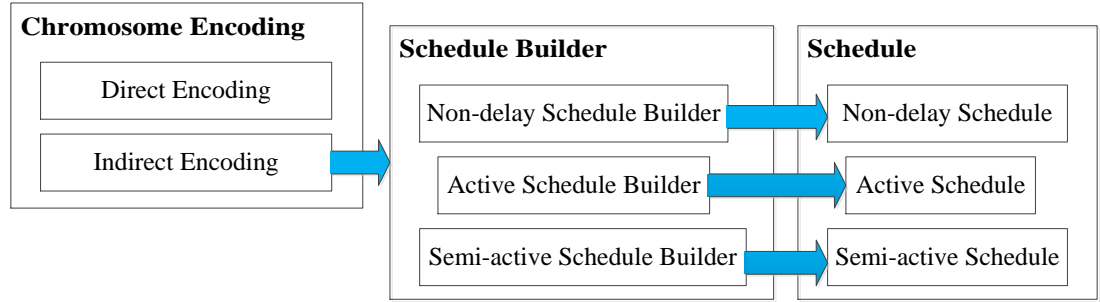 Chromosome Encoding
Direct Encoding
Indirect Encoding
Schedule Builder
Non-delay Schedule Builder
Active Schedule Builder
Semi-active Schedule Builder
Schedule
Non-delay Schedule
Active Schedule
Semi-active Schedule